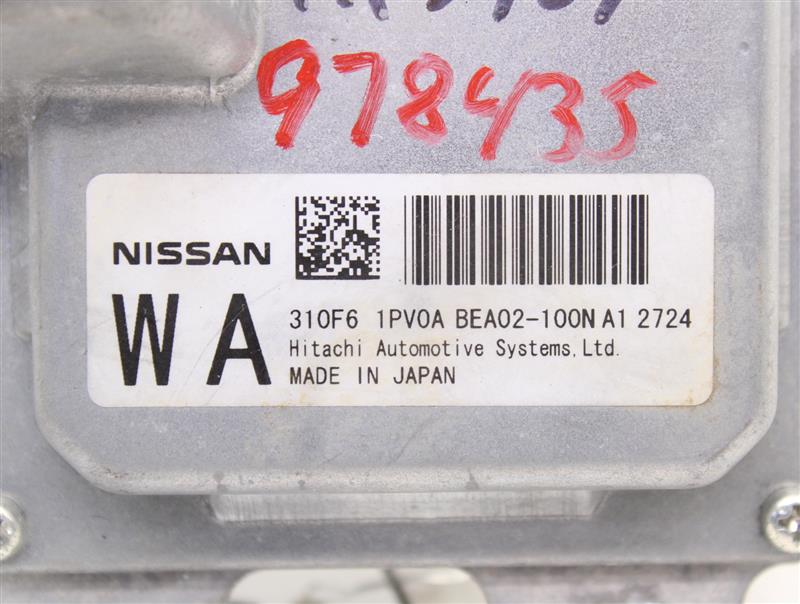 978435
NISSAN
WA
310F6 1PV0A BEA02-100N A1 2724
Hitachi Automotive Systems,Ltd.
MADE IN JAPAN